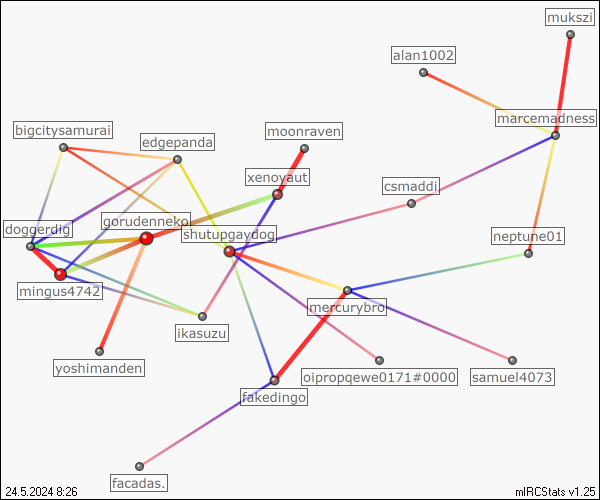 mukszi
alan1002
marcemadness
bigcitysamurai
moonraven
edgepanda
xenoyaut
csmaddi
gorudenneko
doggerdig
shutupgaydog
neptune01
mingus4742
mercurybro
ikasuzu
yoshimanden
oipropqewe0171#0000
samuel4073
fakedingo
facadas.
24.5.2024 8:26
mIRCStats v1.25